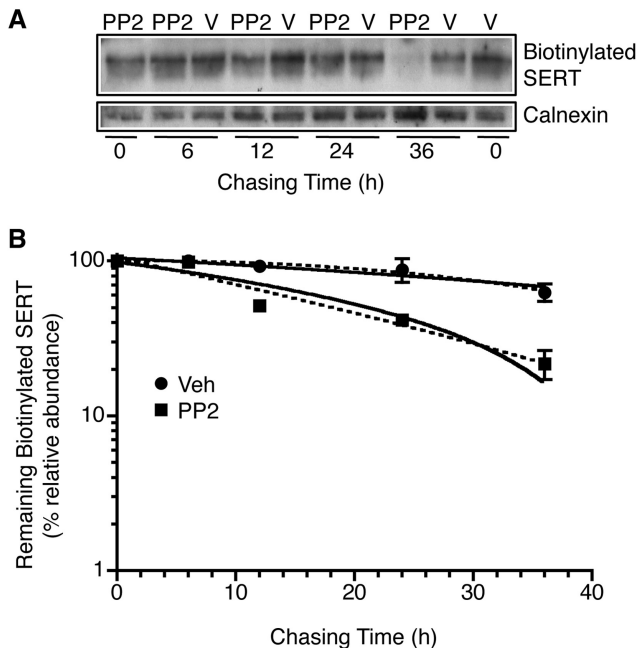 A
PP2 PP2 V PP2 V PP2 V PP2 V V
Biotinylated
SERT
Calnexin
0 6 12 24 36 0
Chasing Time (h)
B
100
10
1
Remaining Biotinylated SERT
(% relative abundance)
Veh
PP2
0 10 20 30 40
Chasing Time (h)